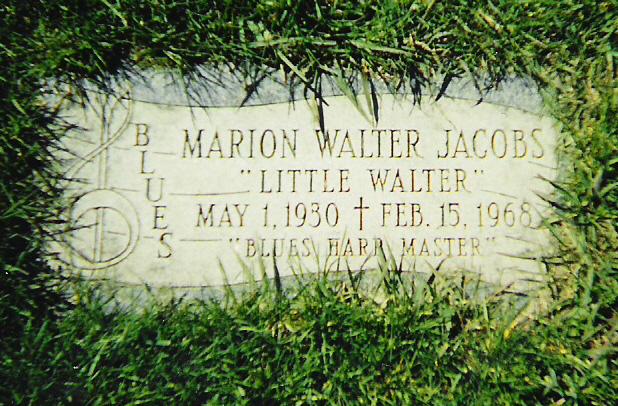 BLUES
MARION WALTER JACOBS
"LITTLE WALTER"
MAY 1, 1930 † FEB. 15, 1968
"BLUES HARP MASTER"